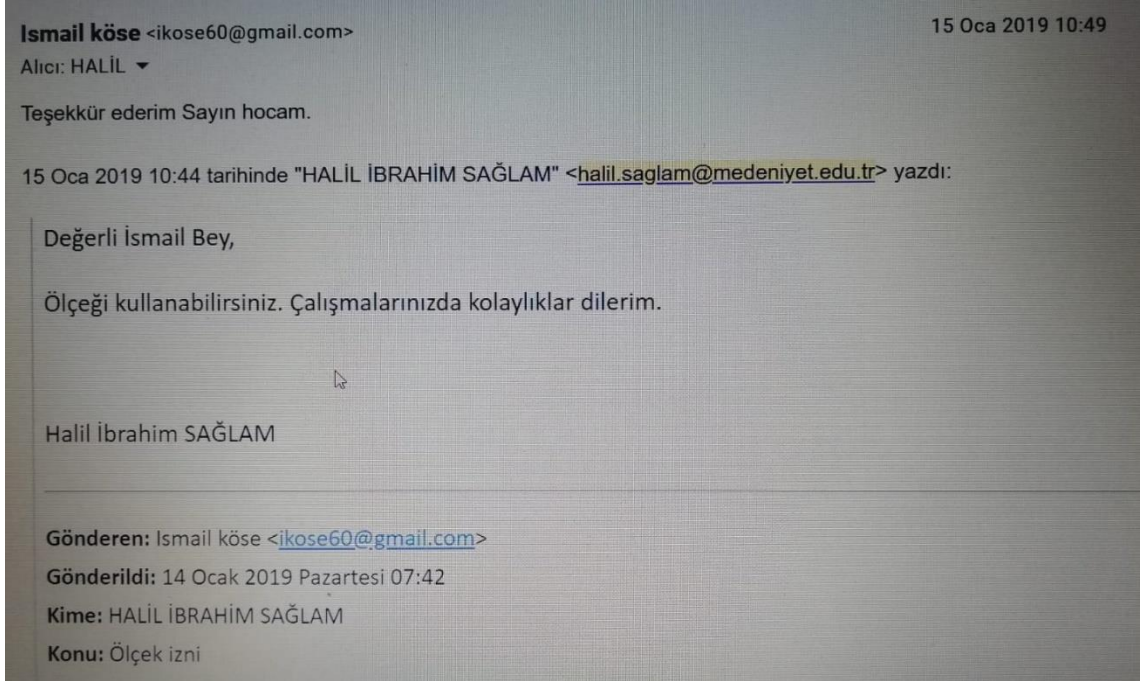 Ismail köse <ikose60@gmail.com>
15 Oca 2019 10:49
Alıcı: HALİL
Teşekkür ederim Sayın hocam.
15 Oca 2019 10:44 tarihinde "HALİL İBRAHİM SAĞLAM" <halil.saglam@medeniyet.edu.tr> yazdı:
Değerli İsmail Bey,
Ölçeği kullanabilirsiniz. Çalışmalarınızda kolaylıklar dilerim.
Halil İbrahim SAĞLAM
Gönderen: Ismail köse <ikose60@gmail.com>
Gönderildi: 14 Ocak 2019 Pazartesi 07:42
Kime: HALİL İBRAHİM SAĞLAM
Konu: Ölçek izni